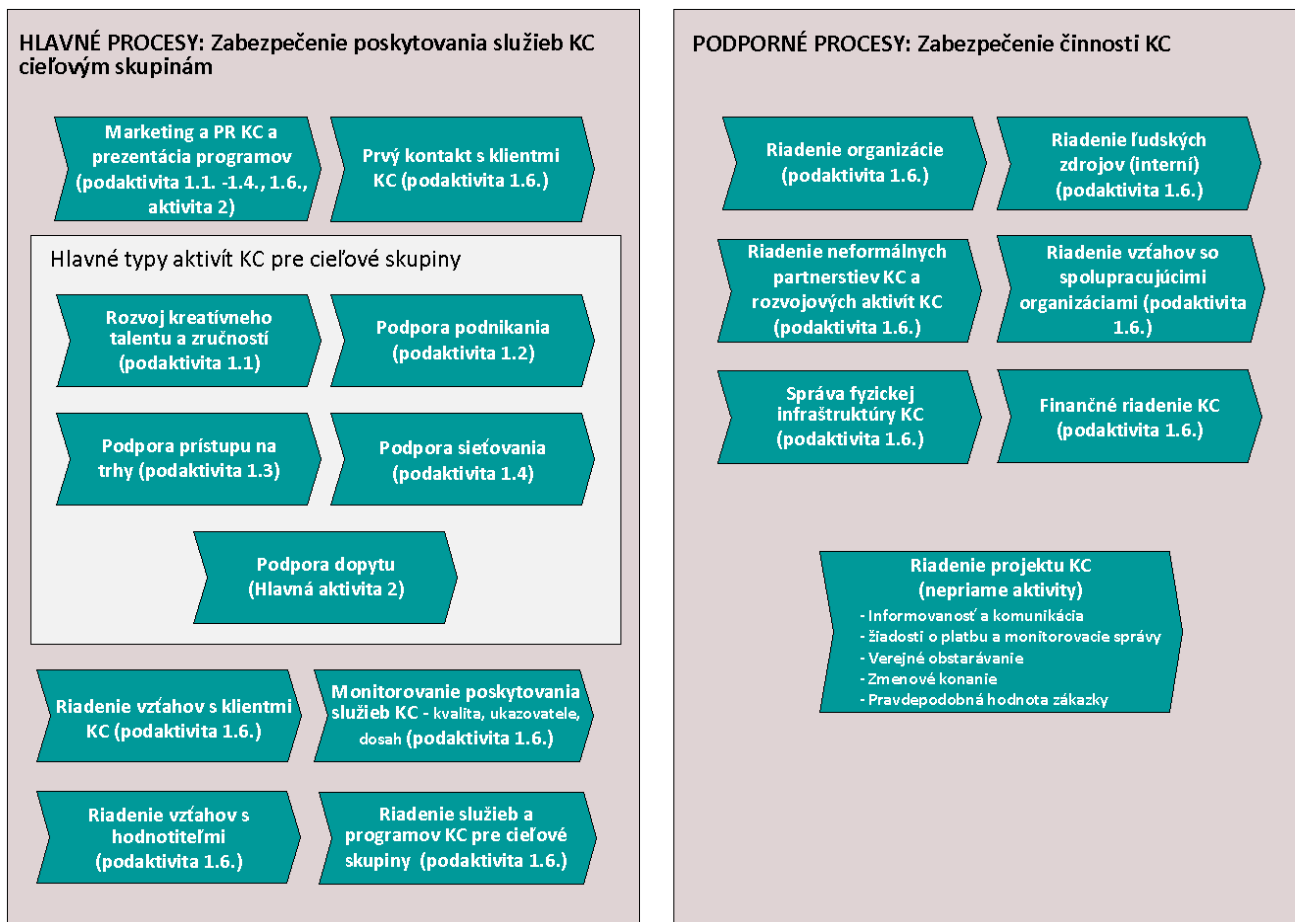 HLAVNÉ PROCESY: Zabezpečenie poskytovania služieb KC
cieľovým skupinám
Marketing a PR KC a
prezentácia programov
(podaktivita 1.1. -1.4., 1.6.,
aktivita 2)
Prvý kontakt s klientmi
KC (podaktivita 1.6.)
Hlavné typy aktivít KC pre cieľové skupiny
Rozvoj kreatívneho
talentu a zručností
(podaktivita 1.1)
Podpora podnikania
(podaktivita 1.2)
Podpora prístupu na
trhy (podaktivita 1.3)
Podpora sieťovania
(podaktivita 1.4)
Podpora dopytu
(Hlavná aktivita 2)
Riadenie vzťahov s klientmi
KC (podaktivita 1.6.)
Monitorovanie poskytovania
služieb KC - kvalita, ukazovatele,
dosah (podaktivita 1.6.)
Riadenie vzťahov s
hodnotiteľmi
(podaktivita 1.6.)
Riadenie služieb a
programov KC pre cieľové
skupiny (podaktivita 1.6.)
PODPORNÉ PROCESY: Zabezpečenie činnosti KC
Riadenie organizácie
(podaktivita 1.6.)
Riadenie ľudských
zdrojov (interní)
(podaktivita 1.6.)
Riadenie neformálnych
partnerstiev KC a
rozvojových aktivít KC
(podaktivita 1.6.)
Riadenie vzťahov so
spolupracujúcimi
organizáciami (podaktivita
1.6.)
Správa fyzickej
infraštruktúry KC
(podaktivita 1.6.)
Finančné riadenie KC
(podaktivita 1.6.)
Riadenie projektu KC
(nepriame aktivity)
- Informovanosť a komunikácia
- žiadosti o platbu a monitorovacie správy
- Verejné obstarávanie
- Zmenové konanie
- Pravdepodobná hodnota zákazky